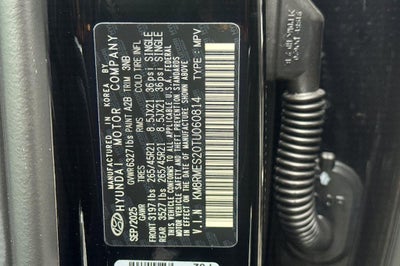 MANUFACTURED IN KOREA BY
HYUNDAI MOTOR COMPANY
SEP/2025 GVWR 6327 lbs PAINT A2B TRIM 3NB
GAWR TIRES RMS COLD TIRE INFL
FRONT 3197 lbs 265/45R21 8.5JX21 36psi SINGLE
REAR 3527 lbs 265/45R21 8.5JX21 36psi SINGLE
THIS VEHICLE CONFORMS TO ALL APPLICABLE U.S.A. FEDERAL
MOTOR VEHICLE SAFETY, BUMPER, AND THEFT PREVENTION STANDARDS
IN EFFECT ON THE DATE OF MANUFACTURE SHOWN ABOVE.
V.I.N KM8RMES20TU060814 TYPE : MPV